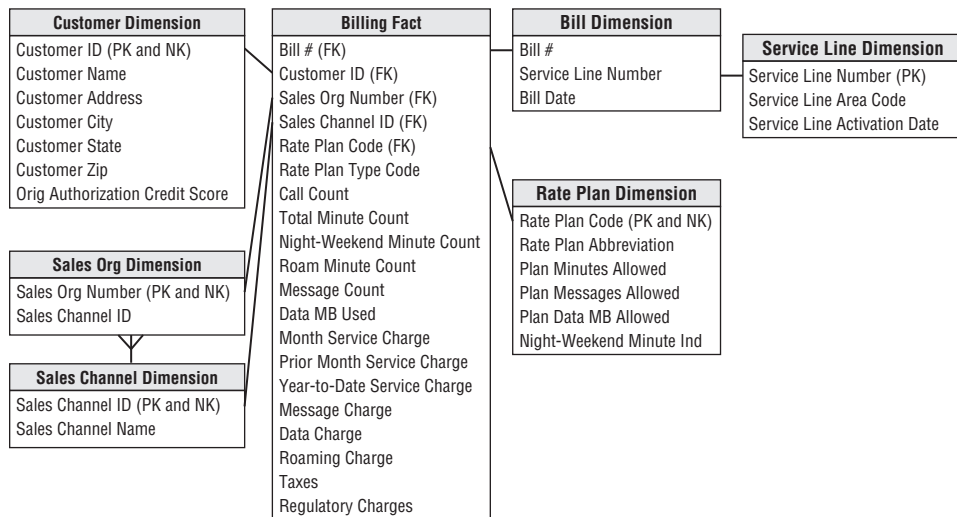 Customer Dimension
Customer ID (PK and NK)
Customer Name
Customer Address
Customer City
Customer State
Customer Zip
Orig Authorization Credit Score
Sales Org Dimension
Sales Org Number (PK and NK)
Sales Channel ID
Sales Channel Dimension
Sales Channel ID (PK and NK)
Sales Channel Name
Billing Fact
Bill # (FK)
Customer ID (FK)
Sales Org Number (FK)
Sales Channel ID (FK)
Rate Plan Code (FK)
Rate Plan Type Code
Call Count
Total Minute Count
Night-Weekend Minute Count
Roam Minute Count
Message Count
Data MB Used
Month Service Charge
Prior Month Service Charge
Year-to-Date Service Charge
Message Charge
Data Charge
Roaming Charge
Taxes
Regulatory Charges
Bill Dimension
Bill #
Service Line Number
Bill Date
Rate Plan Dimension
Rate Plan Code (PK and NK)
Rate Plan Abbreviation
Plan Minutes Allowed
Plan Messages Allowed
Plan Data MB Allowed
Night-Weekend Minute Ind
Service Line Dimension
Service Line Number (PK)
Service Line Area Code
Service Line Activation Date